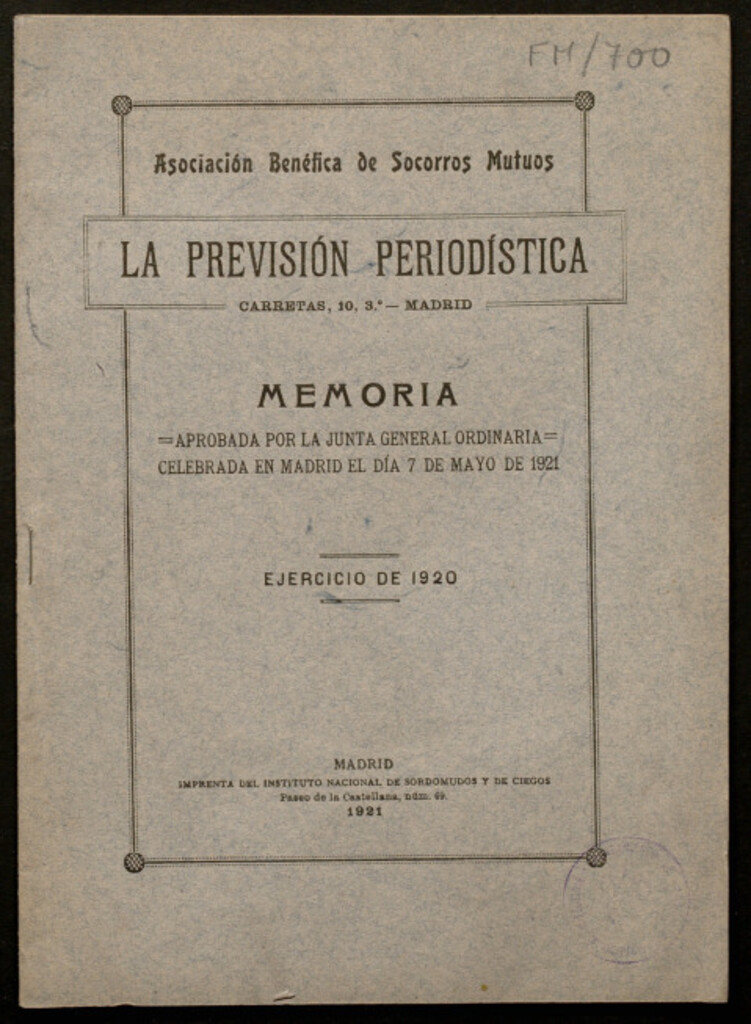 FM/700
Asociación Benéfica de Socorros Mutuos
LA PREVISIÓN PERIODÍSTICA
CARRETAS, 10, 3.º — MADRID
MEMORIA
=APROBADA POR LA JUNTA GENERAL ORDINARIA=
CELEBRADA EN MADRID EL DÍA 7 DE MAYO DE 1921
EJERCICIO DE 1920
MADRID
IMPRENTA DEL INSTITUTO NACIONAL DE SORDOMUDOS Y DE CIEGOS
Paseo de la Castellana, núm. 69.
1921